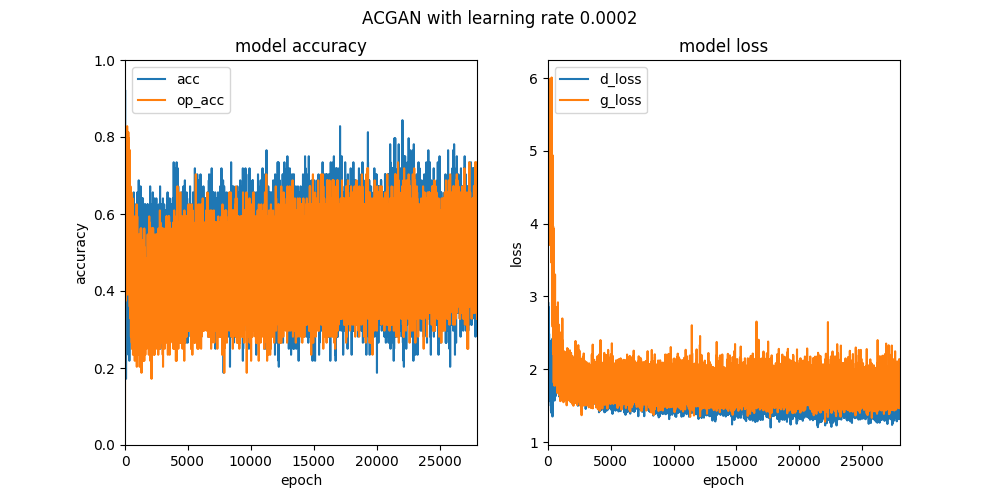 ACGAN with learning rate 0.0002
model accuracy
acc
op_acc
1.0
0.8
0.6
0.4
0.2
0.0
accuracy
0
5000
10000
15000
20000
25000
epoch
model loss
d_loss
g_loss
6
5
4
3
2
1
loss
0
5000
10000
15000
20000
25000
epoch